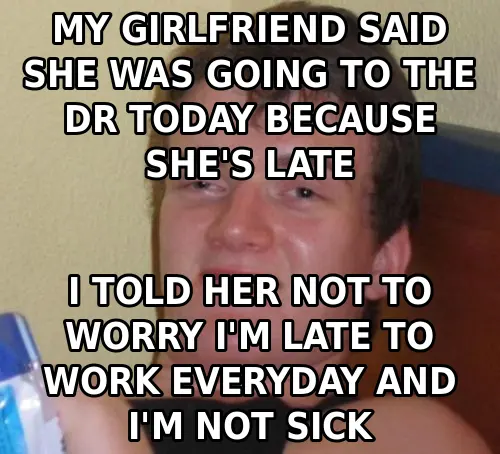 MY GIRLFRIEND SAID
SHE WAS GOING TO THE
DR TODAY BECAUSE
SHE'S LATE
I TOLD HER NOT TO
WORRY I'M LATE TO
WORK EVERYDAY AND
I'M NOT SICK